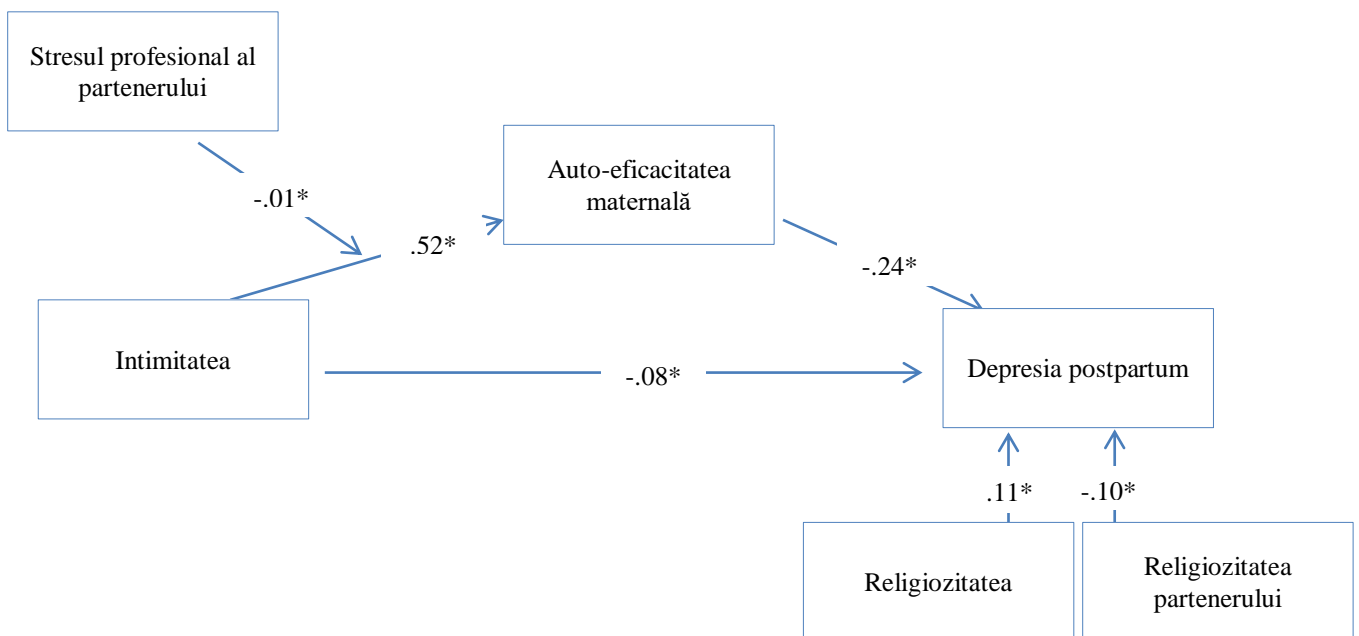 Stresul profesional al
partenerului
Auto-eficacitatea
maternală
-.01*
.52*
-.24*
Intimitatea
-.08*
Depresia postpartum
.11*
-.10*
Religiozitatea
Religiozitatea
partenerului